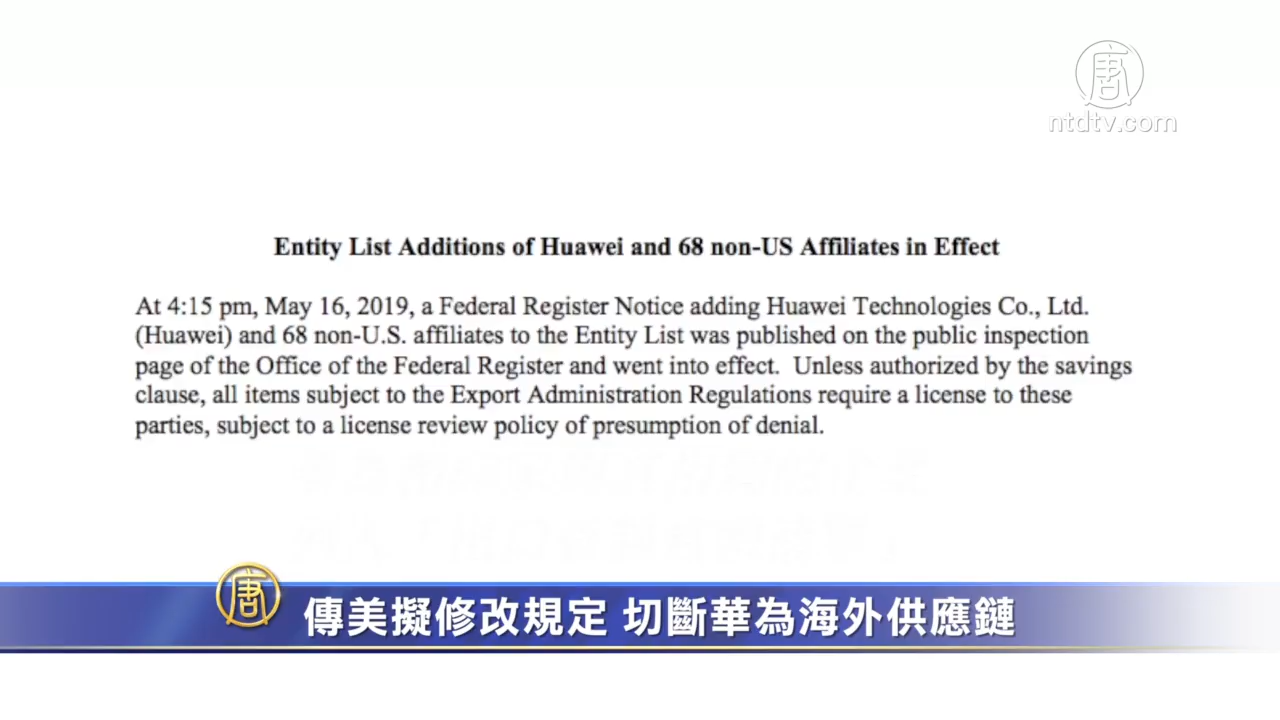 唐
ntdtv.com
Entity List Additions of Huawei and 68 non-US Affiliates in Effect
At 4:15 pm, May 16, 2019, a Federal Register Notice adding Huawei Technologies Co., Ltd.
(Huawei) and 68 non-U.S. affiliates to the Entity List was published on the public inspection
page of the Office of the Federal Register and went into effect.  Unless authorized by the savings
clause, all items subject to the Export Administration Regulations require a license to these
parties, subject to a license review policy of presumption of denial.
唐
傳美擬修改規定 切斷華為海外供應鏈